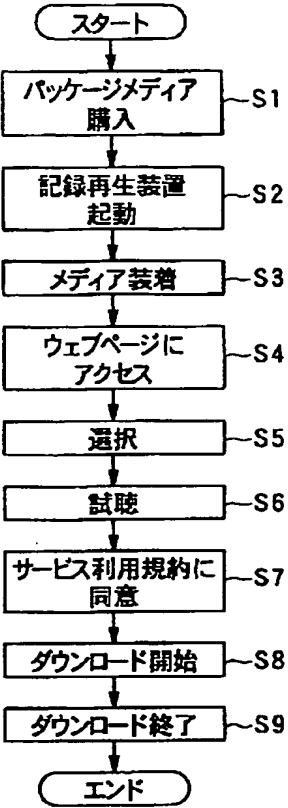 スタート
パッケージメディア
購入
S1
記録再生装置
起動
S2
メディア装着
S3
ウェブページに
アクセス
S4
選択
S5
試聴
S6
サービス利用規約に
同意
S7
ダウンロード開始
S8
ダウンロード終了
S9
エンド